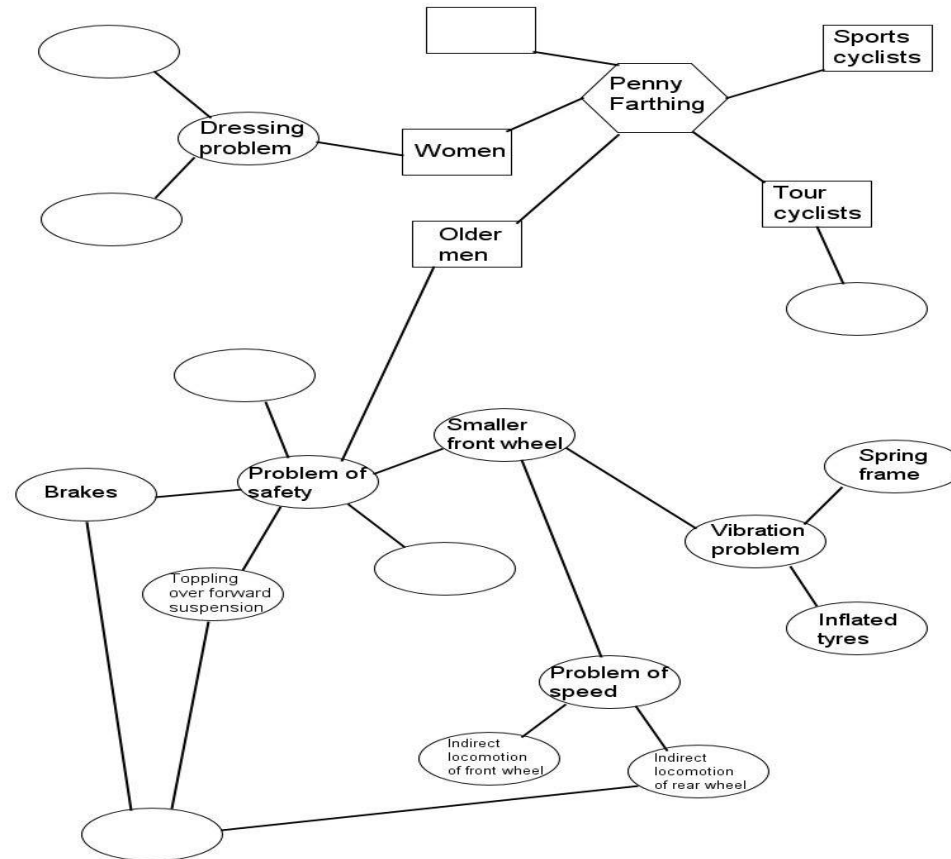 Sports
cyclists
Penny
Farthing
Dressing
problem
Women
Tour
cyclists
Older
men
Smaller
front wheel
Spring
frame
Problem of
safety
Brakes
Vibration
problem
Toppling
over forward
suspension
Inflated
tyres
Problem of
speed
Indirect
locomotion
of front wheel
Indirect
locomotion
of rear wheel